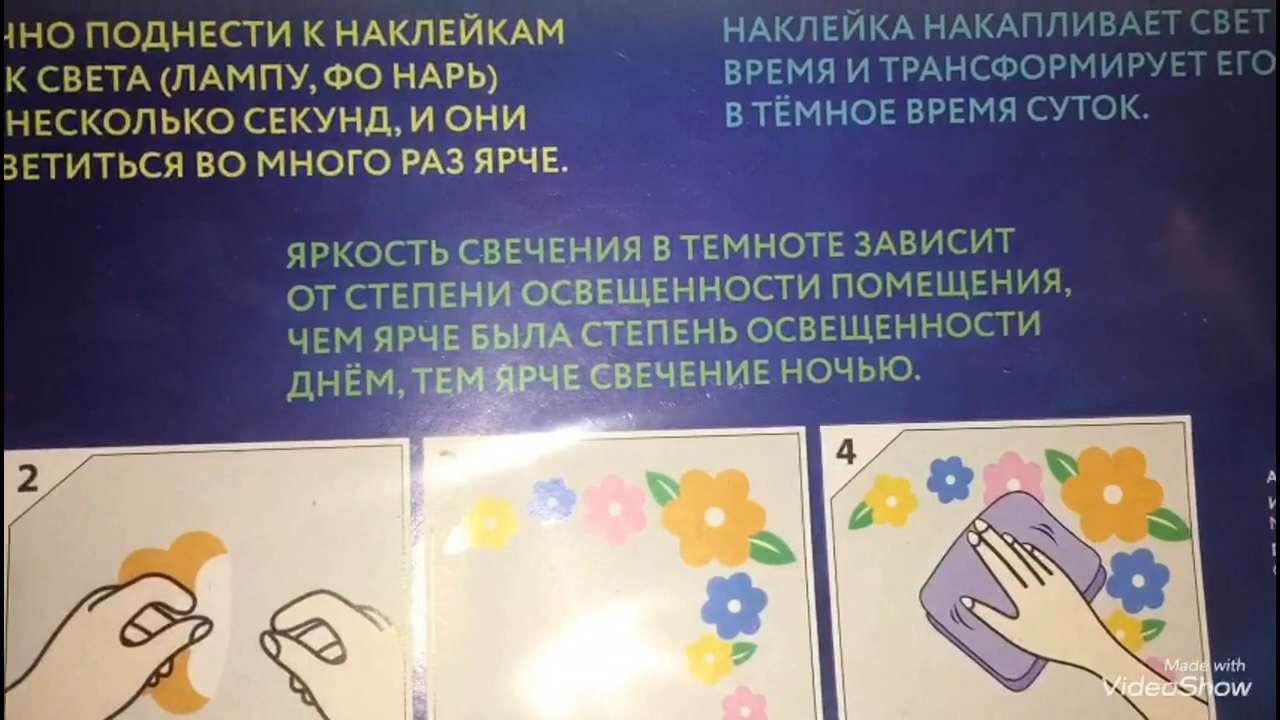 ЧНО ПОДНЕСТИ К НАКЛЕЙКАМ
К СВЕТА (ЛАМПУ, ФО НАРЬ)
НЕСКОЛЬКО СЕКУНД, И ОНИ
ВЕТИТЬСЯ ВО МНОГО РАЗ ЯРЧЕ.
НАКЛЕЙКА НАКАПЛИВАЕТ СВЕТ
ВРЕМЯ И ТРАНСФОРМИРУЕТ ЕГО
В ТЁМНОЕ ВРЕМЯ СУТОК.
ЯРКОСТЬ СВЕЧЕНИЯ В ТЕМНОТЕ ЗАВИСИТ
ОТ СТЕПЕНИ ОСВЕЩЕННОСТИ ПОМЕЩЕНИЯ,
ЧЕМ ЯРЧЕ БЫЛА СТЕПЕНЬ ОСВЕЩЕННОСТИ
ДНЁМ, ТЕМ ЯРЧЕ СВЕЧЕНИЕ НОЧЬЮ.
2
4
Made with
VideoShow